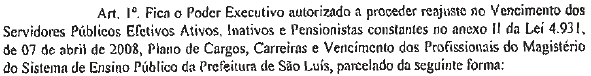 Art. 1º. Fica o Poder Executivo autorizado a proceder reajuste no Vencimento dos
Servidores Públicos Efetivos Ativos, Inativos e Pensionistas constantes no anexo II da Lei 4.931,
de 07 de abril de 2008, Plano de Cargos, Carreiras e Vencimento dos Profissionais do Magistério
do Sistema de Ensino Público da Prefeitura de São Luís, parcelado da seguinte forma: